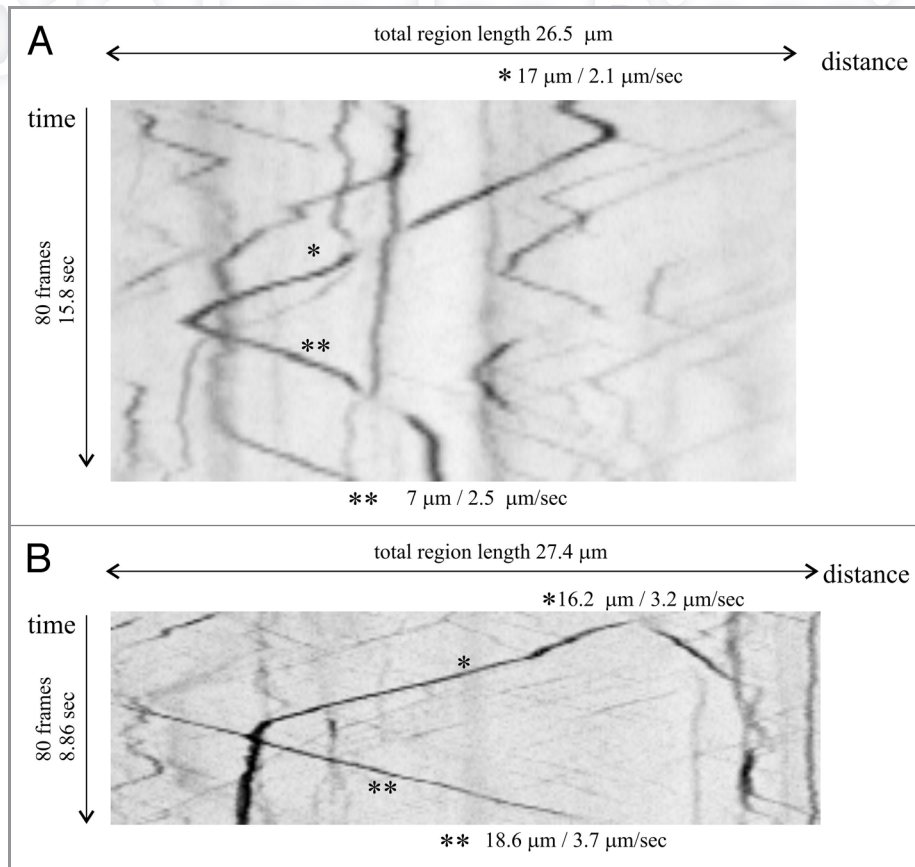 A
total region length 26.5 μm
distance
* 17 μm / 2.1 μm/sec
time
80 frames
15.8 sec
*
**
** 7 μm / 2.5 μm/sec
B
total region length 27.4 μm
distance
*16.2 μm / 3.2 μm/sec
time
80 frames
8.86 sec
*
**
** 18.6 μm / 3.7 μm/sec